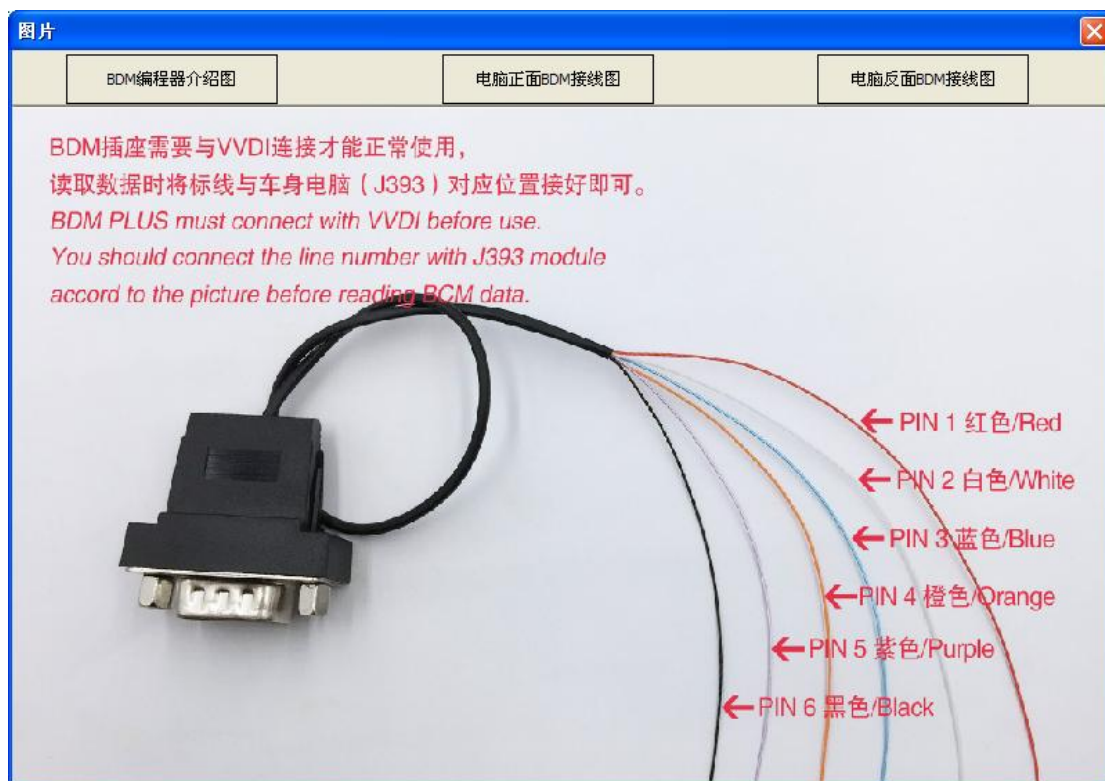 图片
BDM编程器介绍图
电脑正面BDM接线图
电脑反面BDM接线图
BDM插座需要与VVDI连接才能正常使用，
读取数据时将标线与车身电脑（J393）对应位置接好即可。
BDM PLUS must connect with VVDI before use.
You should connect the line number with J393 module
accord to the picture before reading BCM data.
PIN 1 红色/Red
PIN 2 白色/White
PIN 3 蓝色/Blue
PIN 4 橙色/Orange
PIN 5 紫色/Purple
PIN 6 黑色/Black